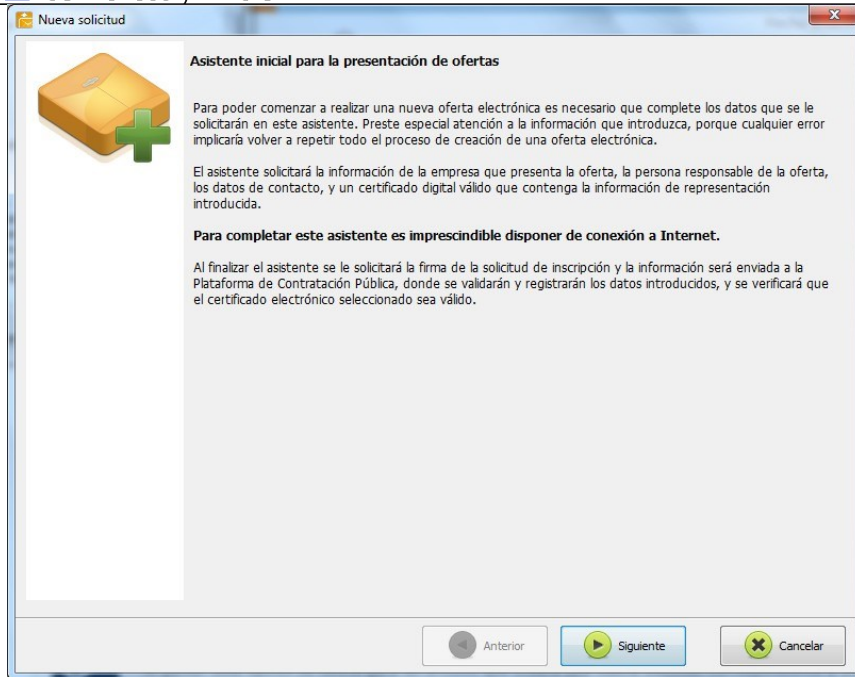 Nueva solicitud
Asistente inicial para la presentación de ofertas
Para poder comenzar a realizar una nueva oferta electrónica es necesario que complete los datos que se le
solicitarán en este asistente. Preste especial atención a la información que introduzca, porque cualquier error
implicaría volver a repetir todo el proceso de creación de una oferta electrónica.
El asistente solicitará la información de la empresa que presenta la oferta, la persona responsable de la oferta,
los datos de contacto, y un certificado digital válido que contenga la información de representación
introducida.
Para completar este asistente es imprescindible disponer de conexión a Internet.
Al finalizar el asistente se le solicitará la firma de la solicitud de inscripción y la información será enviada a la
Plataforma de Contratación Pública, donde se validarán y registrarán los datos introducidos, y se verificará que
el certificado electrónico seleccionado sea válido.
Anterior
Siguiente
Cancelar